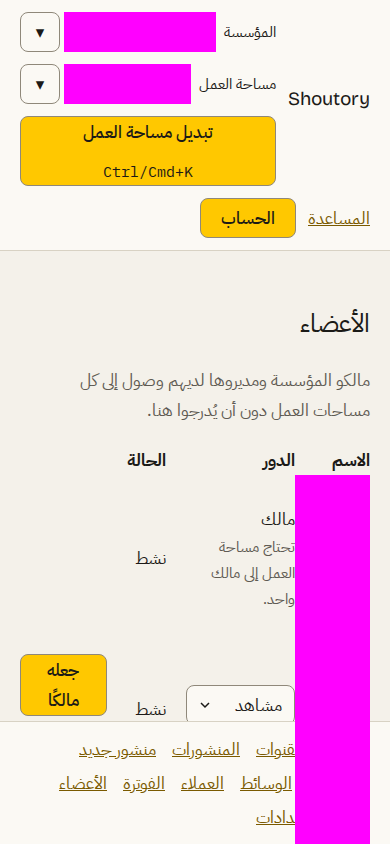 المؤسسة ▼
Shoutory
مساحة العمل ▼
تبديل مساحة العمل
Ctrl/Cmd+K
المساعدة الحساب
الأعضاء
مالكو المؤسسة ومديروها لديهم وصول إلى كل
مساحات العمل دون أن يُدرجوا هنا.
الاسم الدور الحالة
مالك
تحتاج مساحة
العمل إلى مالك
واحد.
نشط
مشاهد
نشط
جعله
مالكًا
المنشورات منشور جديد
الوسائط العملاء الفوترة الأعضاء